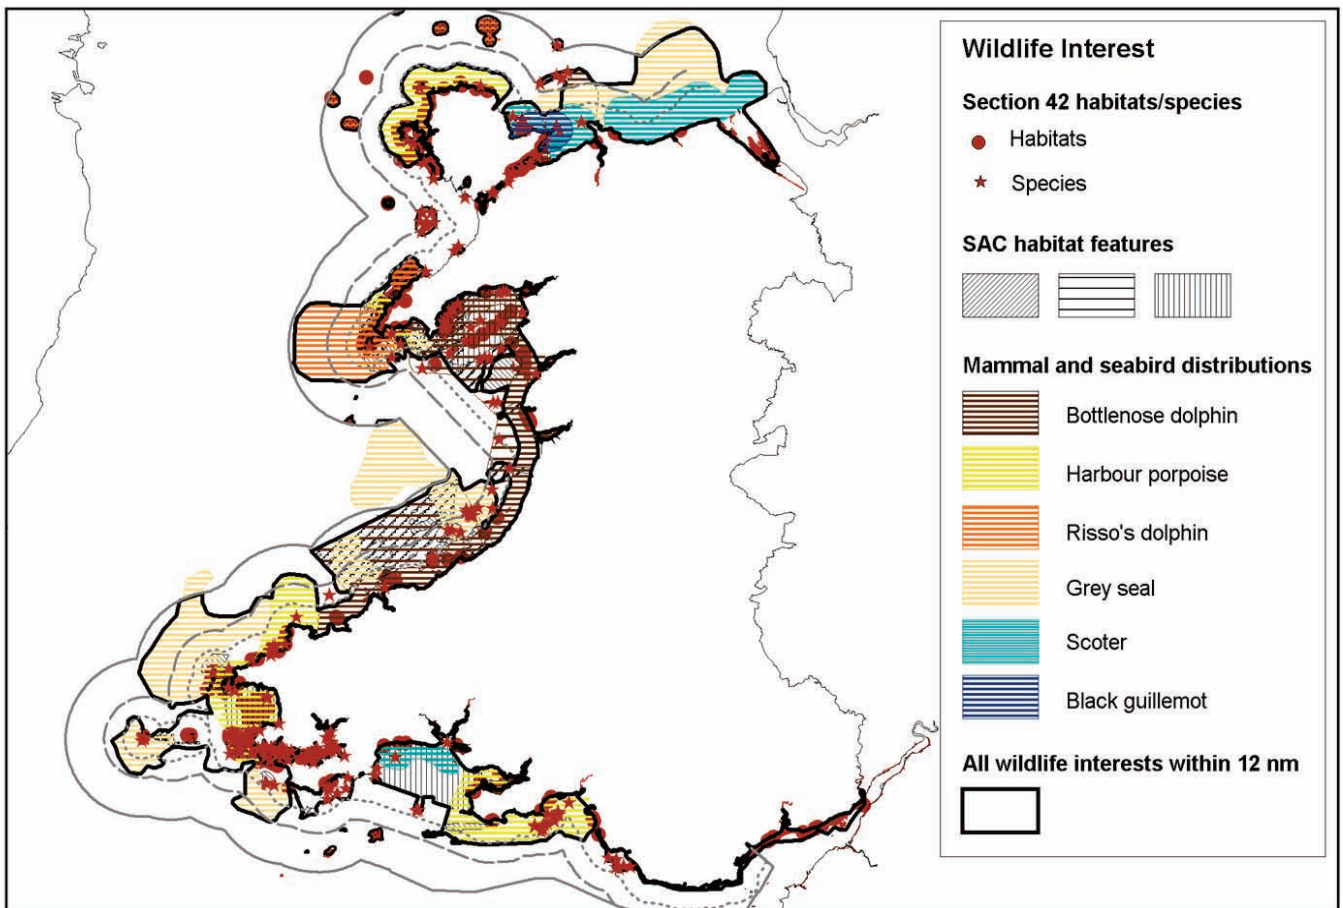 Wildlife Interest
Section 42 habitats/species
Habitats
Species
SAC habitat features
Mammal and seabird distributions
Bottlenose dolphin
Harbour porpoise
Risso's dolphin
Grey seal
Scoter
Black guillemot
All wildlife interests within 12 nm